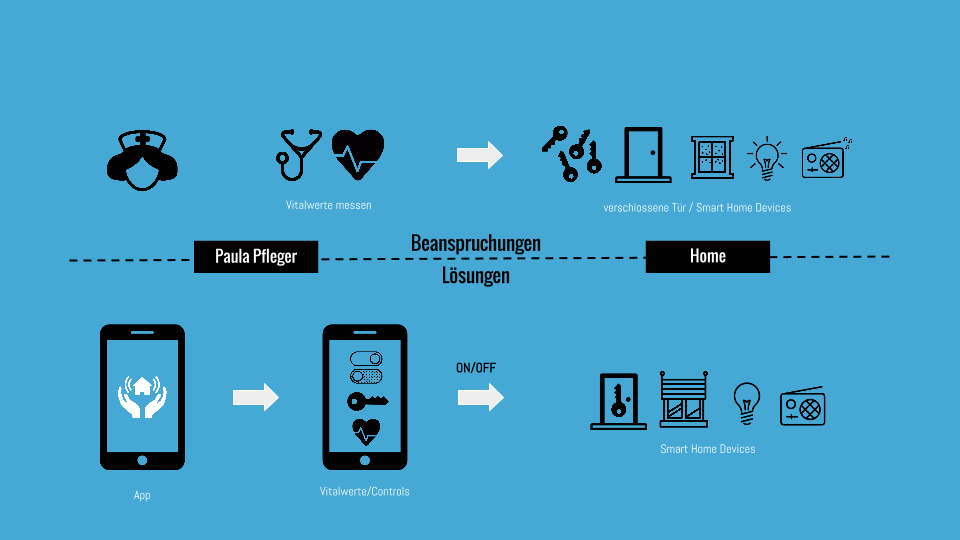 Vitalwerte messen
verschlossene Tür / Smart Home Devices
Beanspruchungen
Paula Pfleger
Home
Lösungen
ON/OFF
Smart Home Devices
App
Vitalwerte/Controls